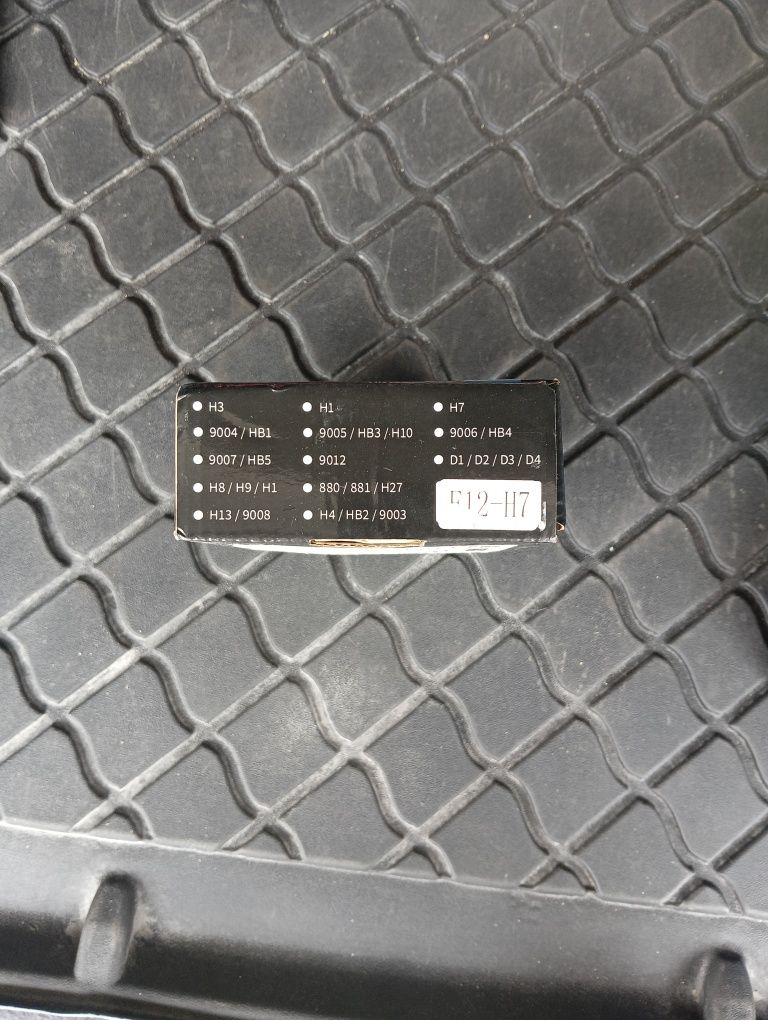 H3 H1 H7
9004 / HB1 9005 / HB3 / H10 9006 / HB4
9007 / HB5 9012 D1 / D2 / D3 / D4
H8 / H9 / H1 880 / 881 / H27
H13 / 9008 H4 / HB2 / 9003
F12-H7